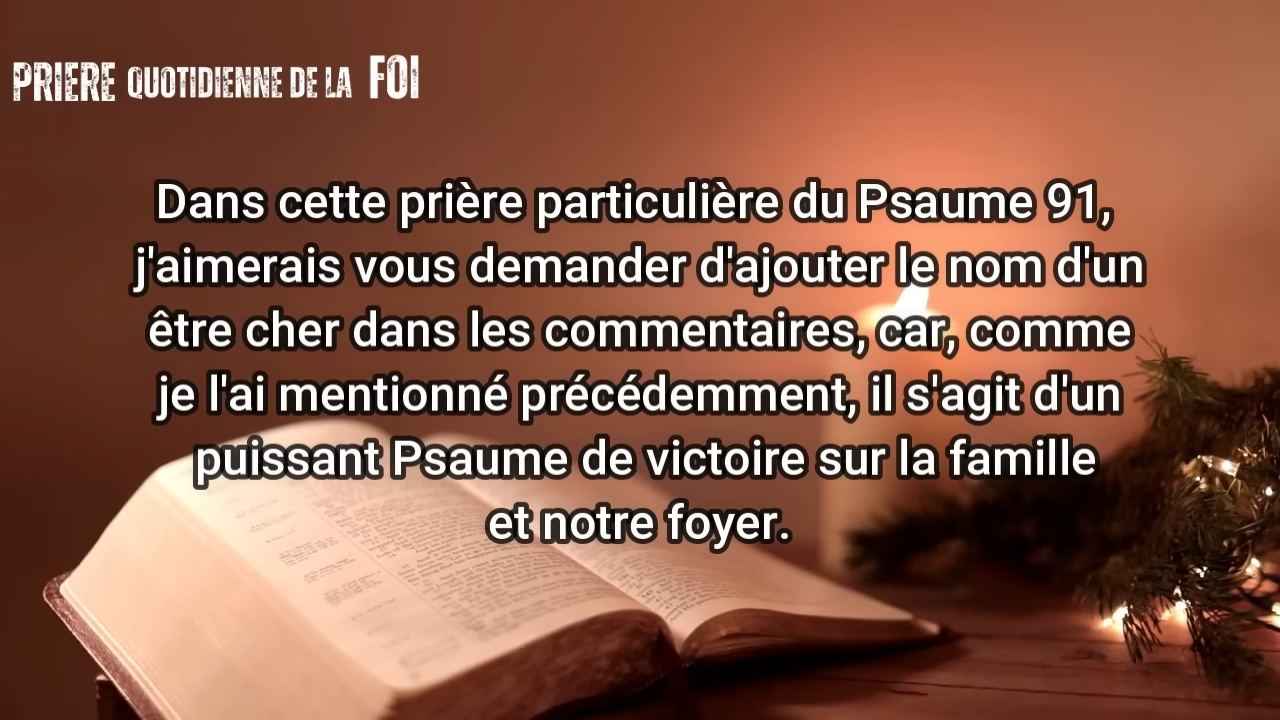 PRIERE QUOTIDIENNE DE LA FOI
Dans cette prière particulière du Psaume 91,
j'aimerais vous demander d'ajouter le nom d'un
être cher dans les commentaires, car, comme
je l'ai mentionné précédemment, il s'agit d'un
puissant Psaume de victoire sur la famille
et notre foyer.